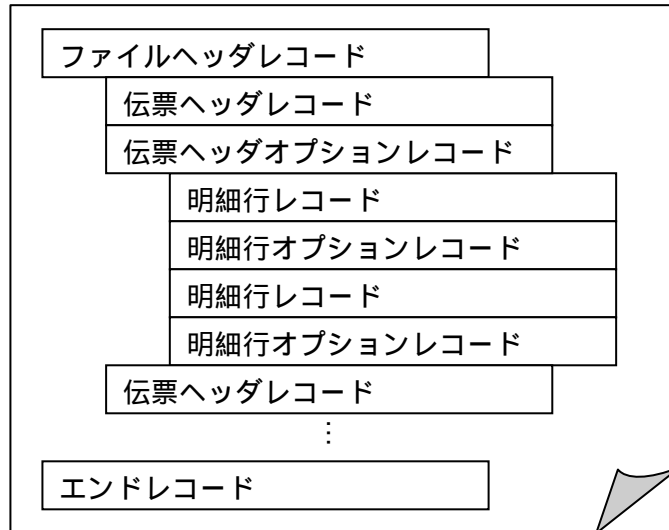 ファイルヘッダレコード
伝票ヘッダレコード
伝票ヘッダオプションレコード
明細行レコード
明細行オプションレコード
明細行レコード
明細行オプションレコード
伝票ヘッダレコード
⋮
エンドレコード